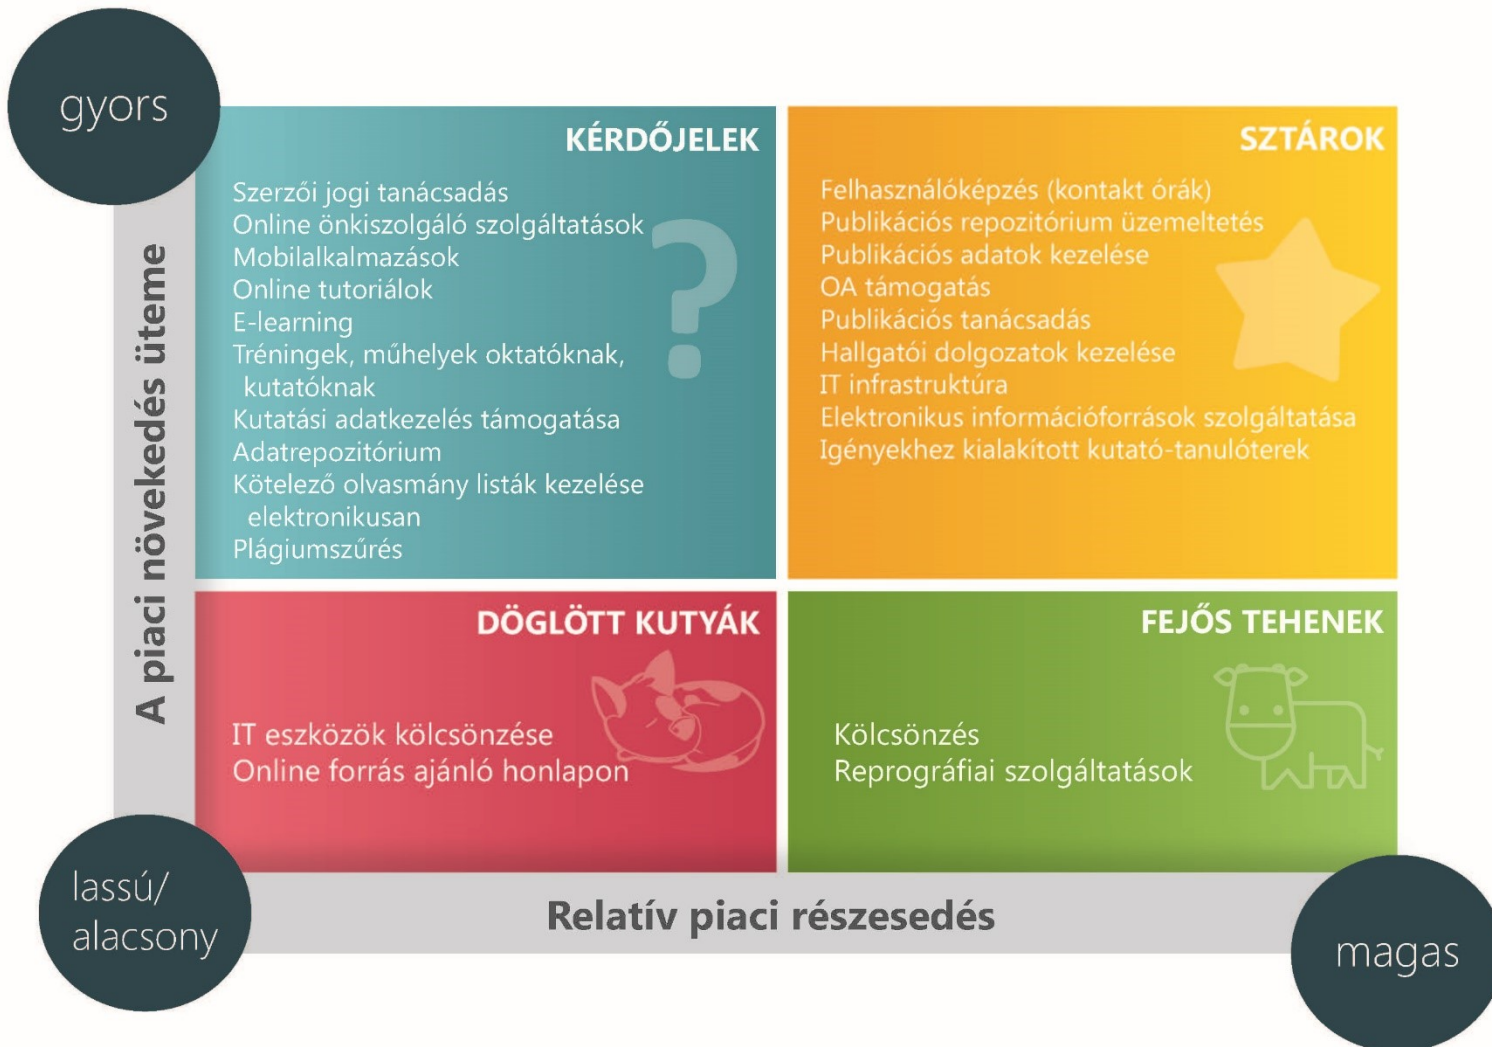 gyors
KÉRDŐJELEK
Szerzői jogi tanácsadás
Online önkiszolgáló szolgáltatások
Mobilalkalmazások
Online tutoriálok
E-learning
Tréningek, műhelyek oktatóknak,
kutatóknak
Kutatási adatkezelés támogatása
Adatrepozitórium
Kötelező olvasmány listák kezelése
elektronikusan
Plágiumszűrés
SZTÁROK
Felhasználóképzés (kontakt órák)
Publikációs repozitórium üzemeltetés
Publikációs adatok kezelése
OA támogatás
Publikációs tanácsadás
Hallgatói dolgozatok kezelése
IT infrastruktúra
Elektronikus információforrások szolgáltatása
Igényekhez kialakított kutató-tanulóterek
A piaci növekedés üteme
?
DÖGLÖTT KUTYÁK
IT eszközök kölcsönzése
Online forrás ajánló honlapon
FEJŐS TEHENEK
Kölcsönzés
Reprográfiai szolgáltatások
lassú/
alacsony
Relatív piaci részesedés
magas